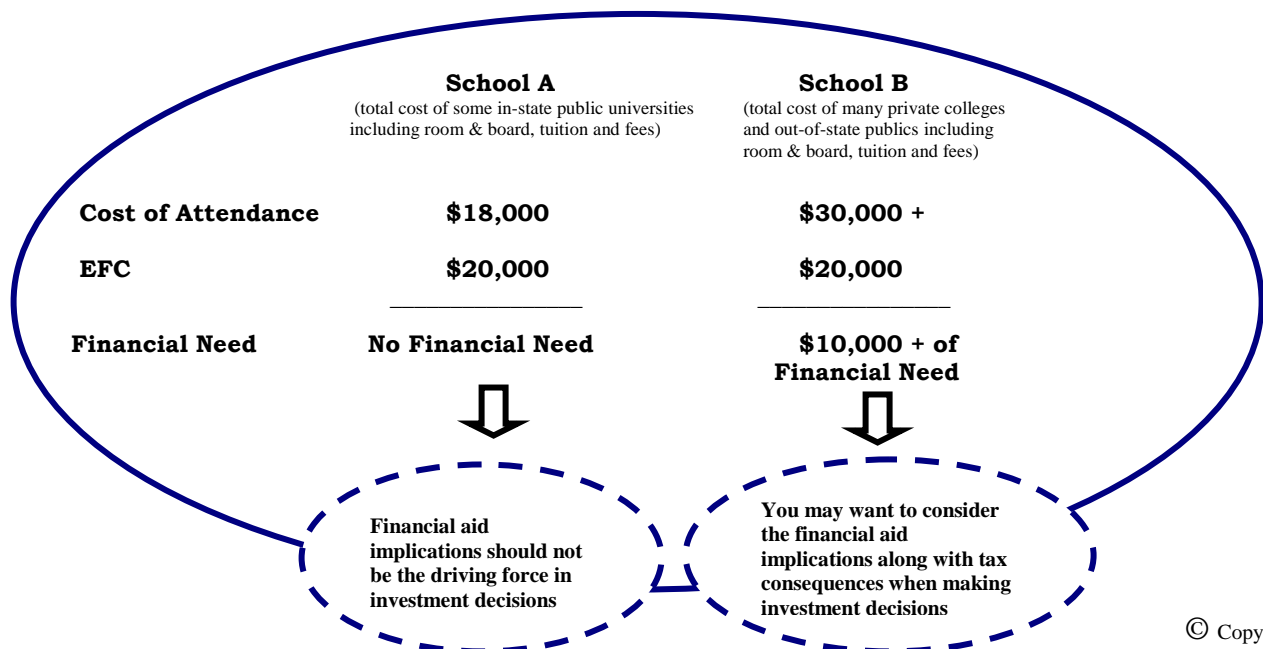 School A School B
(total cost of some in-state public universities (total cost of many private colleges
including room & board, tuition and fees) and out-of-state publics including
room & board, tuition and fees)
Cost of Attendance $18,000 $30,000 +
EFC $20,000 $20,000
Financial Need No Financial Need $10,000 + of
Financial Need
Financial aid
implications should not
be the driving force in
investment decisions
You may want to consider
the financial aid
implications along with tax
consequences when making
investment decisions
© Copy